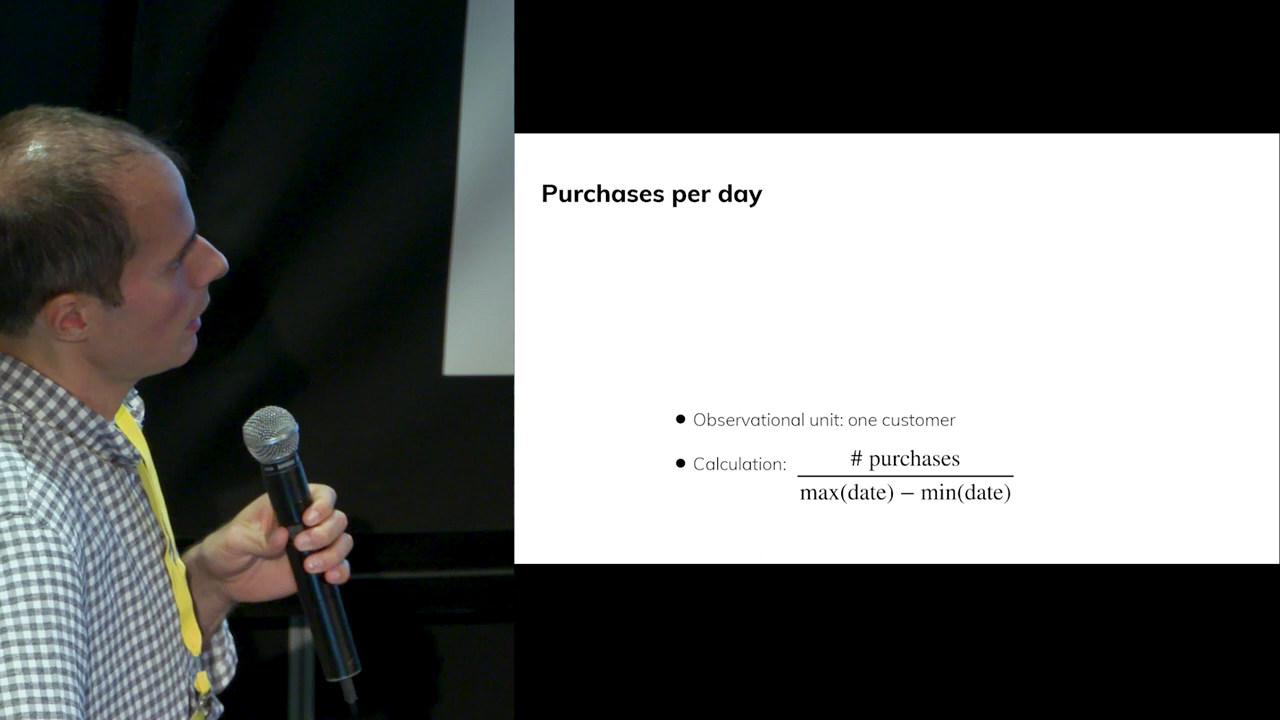 Purchases per day
● Observational unit: one customer
● Calculation: # purchases
max(date) − min(date)